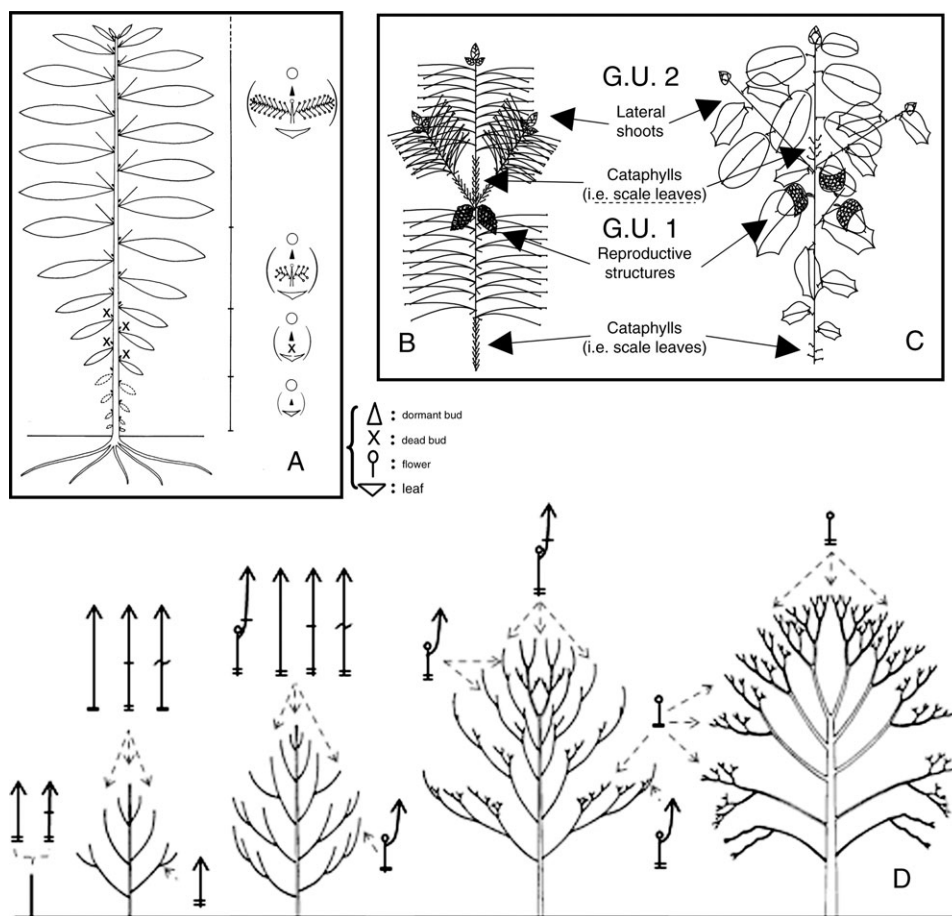 A
G.U. 2
Lateral
shoots
Cataphylls
(i.e. scale leaves)
G.U. 1
Reproductive
structures
Cataphylls
(i.e. scale leaves)
B
C
: dormant bud
X : dead bud
: flower
: leaf
X
X
X
X
X
D